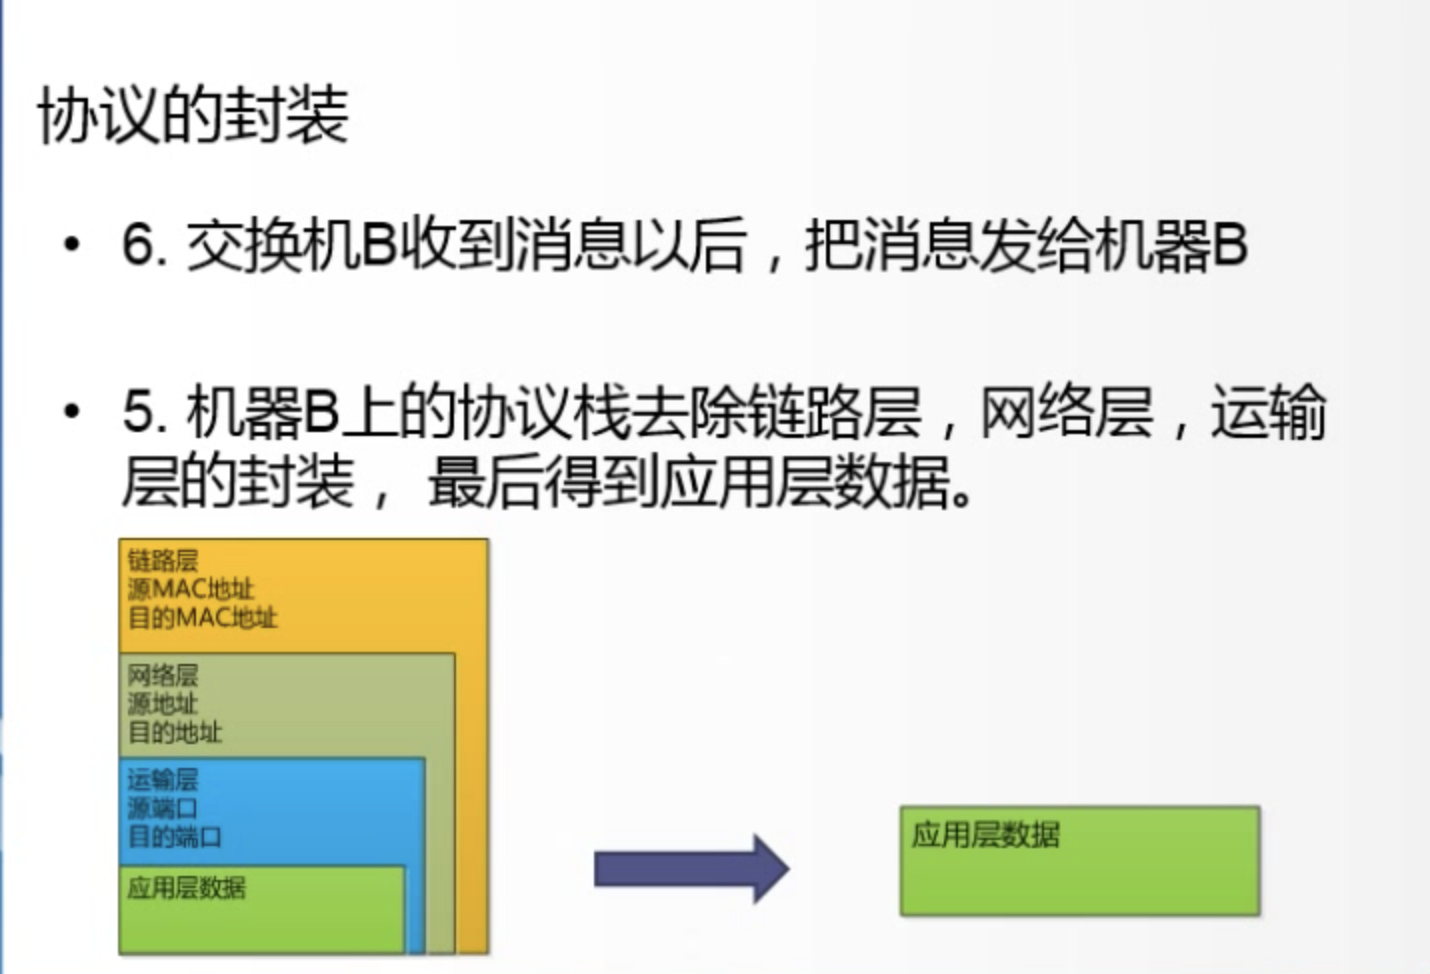 协议的封装
• 6. 交换机B收到消息以后，把消息发给机器B
• 5. 机器B上的协议栈去除链路层，网络层，运输
层的封装， 最后得到应用层数据。
链路层
源MAC地址
目的MAC地址
网络层
源地址
目的地址
运输层
源端口
目的端口
应用层数据
应用层数据